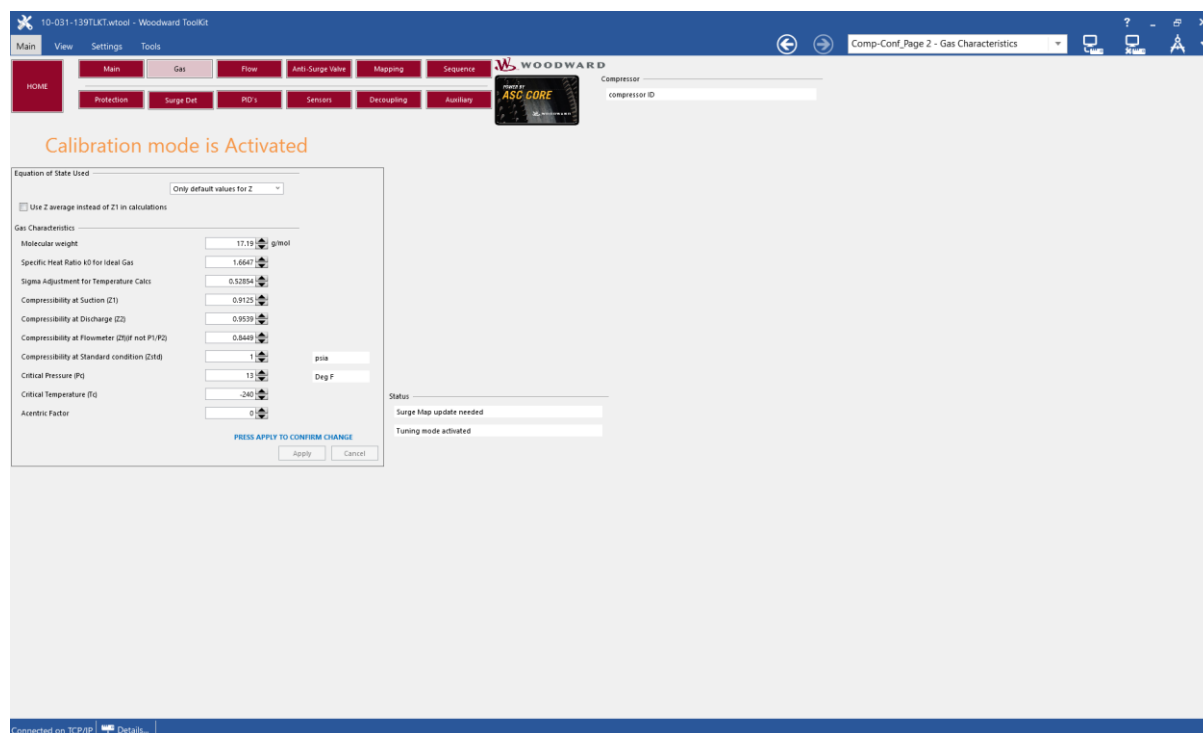 10-031-139TLKT.wtool - Woodward ToolKit
?
Main View Settings Tools
Comp-Conf_Page 2 - Gas Characteristics
HOME
Main Gas Flow Anti-Surge Valve Mapping Sequence
Protection Surge Det PID's Sensors Decoupling Auxiliary
WOODWARD
POWER BY
ASC CORE
WOODWARD
Compressor
compressor ID
Calibration mode is Activated
Equation of State Used
Only default values for Z
Use Z average instead of Z1 in calculations
Gas Characteristics
Molecular weight 17.19 g/mol
Specific Heat Ratio k0 for Ideal Gas 1.6647
Sigma Adjustment for Temperature Calcs 0.52854
Compressibility at Suction (Z1) 0.9125
Compressibility at Discharge (Z2) 0.9539
Compressibility at Flowmeter (Zf)(if not P1/P2) 0.8449
Compressibility at Standard condition (Zstd) 1 psia
Critical Pressure (Pc) 13 Deg F
Critical Temperature (Tc) -240
Acentric Factor 0
PRESS APPLY TO CONFIRM CHANGE
Apply Cancel
Status
Surge Map update needed
Tuning mode activated
Connected on TCP/IP Details...